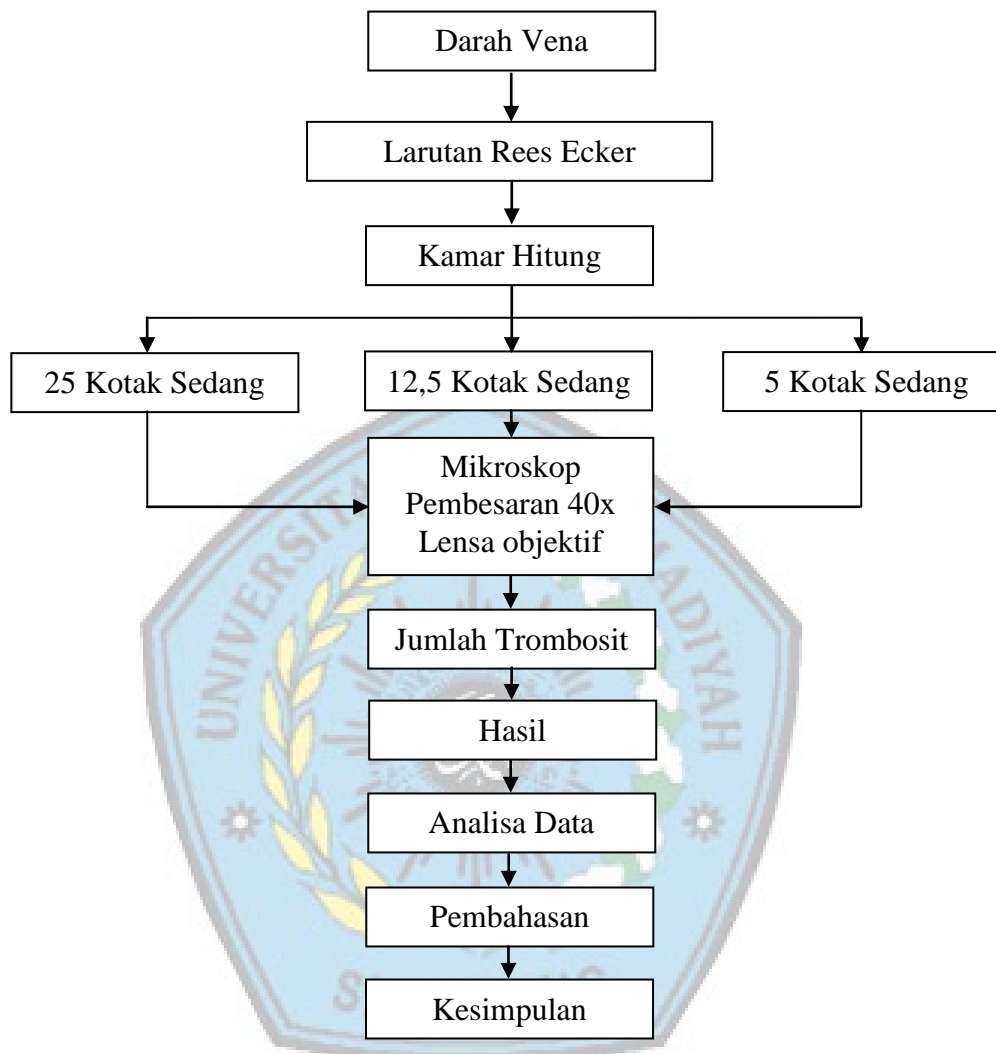 Darah Vena
Larutan Rees Ecker
Kamar Hitung
25 Kotak Sedang
12,5 Kotak Sedang
5 Kotak Sedang
Mikroskop
Pembesaran 40x
Lensa objektif
Jumlah Trombosit
Hasil
Analisa Data
Pembahasan
Kesimpulan